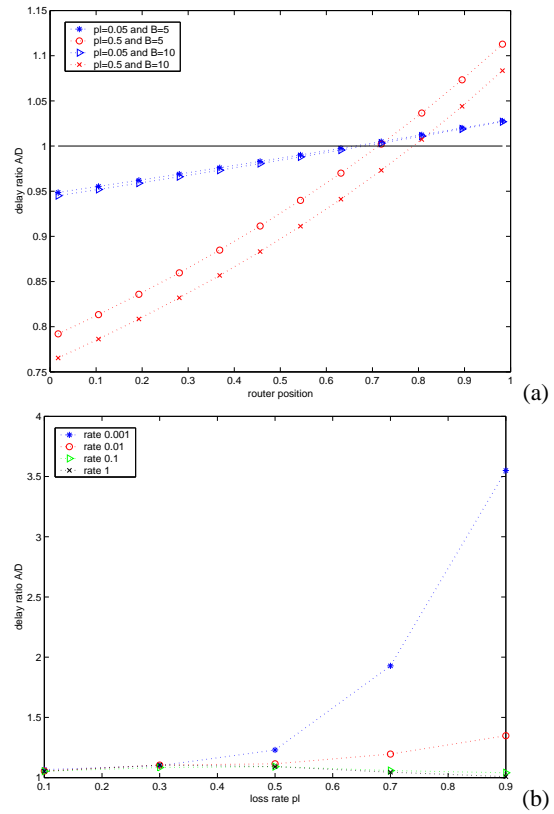 1.15
1.1
1.05
1
0.95
0.9
0.85
0.8
0.75
delay ratio A/D
pl=0.05 and B=5
pl=0.5 and B=5
pl=0.05 and B=10
pl=0.5 and B=10
0 0.1 0.2 0.3 0.4 0.5 0.6 0.7 0.8 0.9 1
router position
(a)
4
3.5
3
2.5
2
1.5
1
delay ratio A/D
rate 0.001
rate 0.01
rate 0.1
rate 1
0.1 0.2 0.3 0.4 0.5 0.6 0.7 0.8 0.9
loss rate pl
(b)